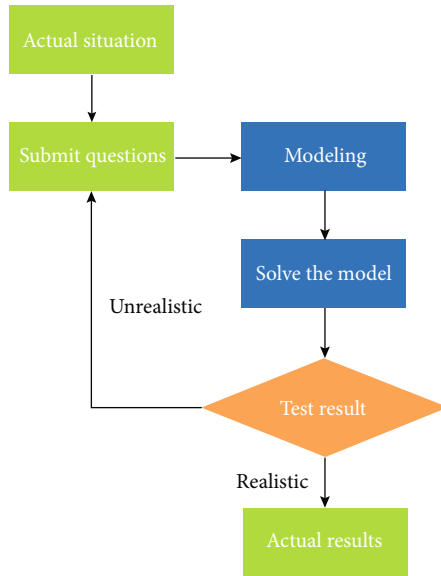 Actual situation
Submit questions
Modeling
Solve the model
Unrealistic
Test result
Realistic
Actual results